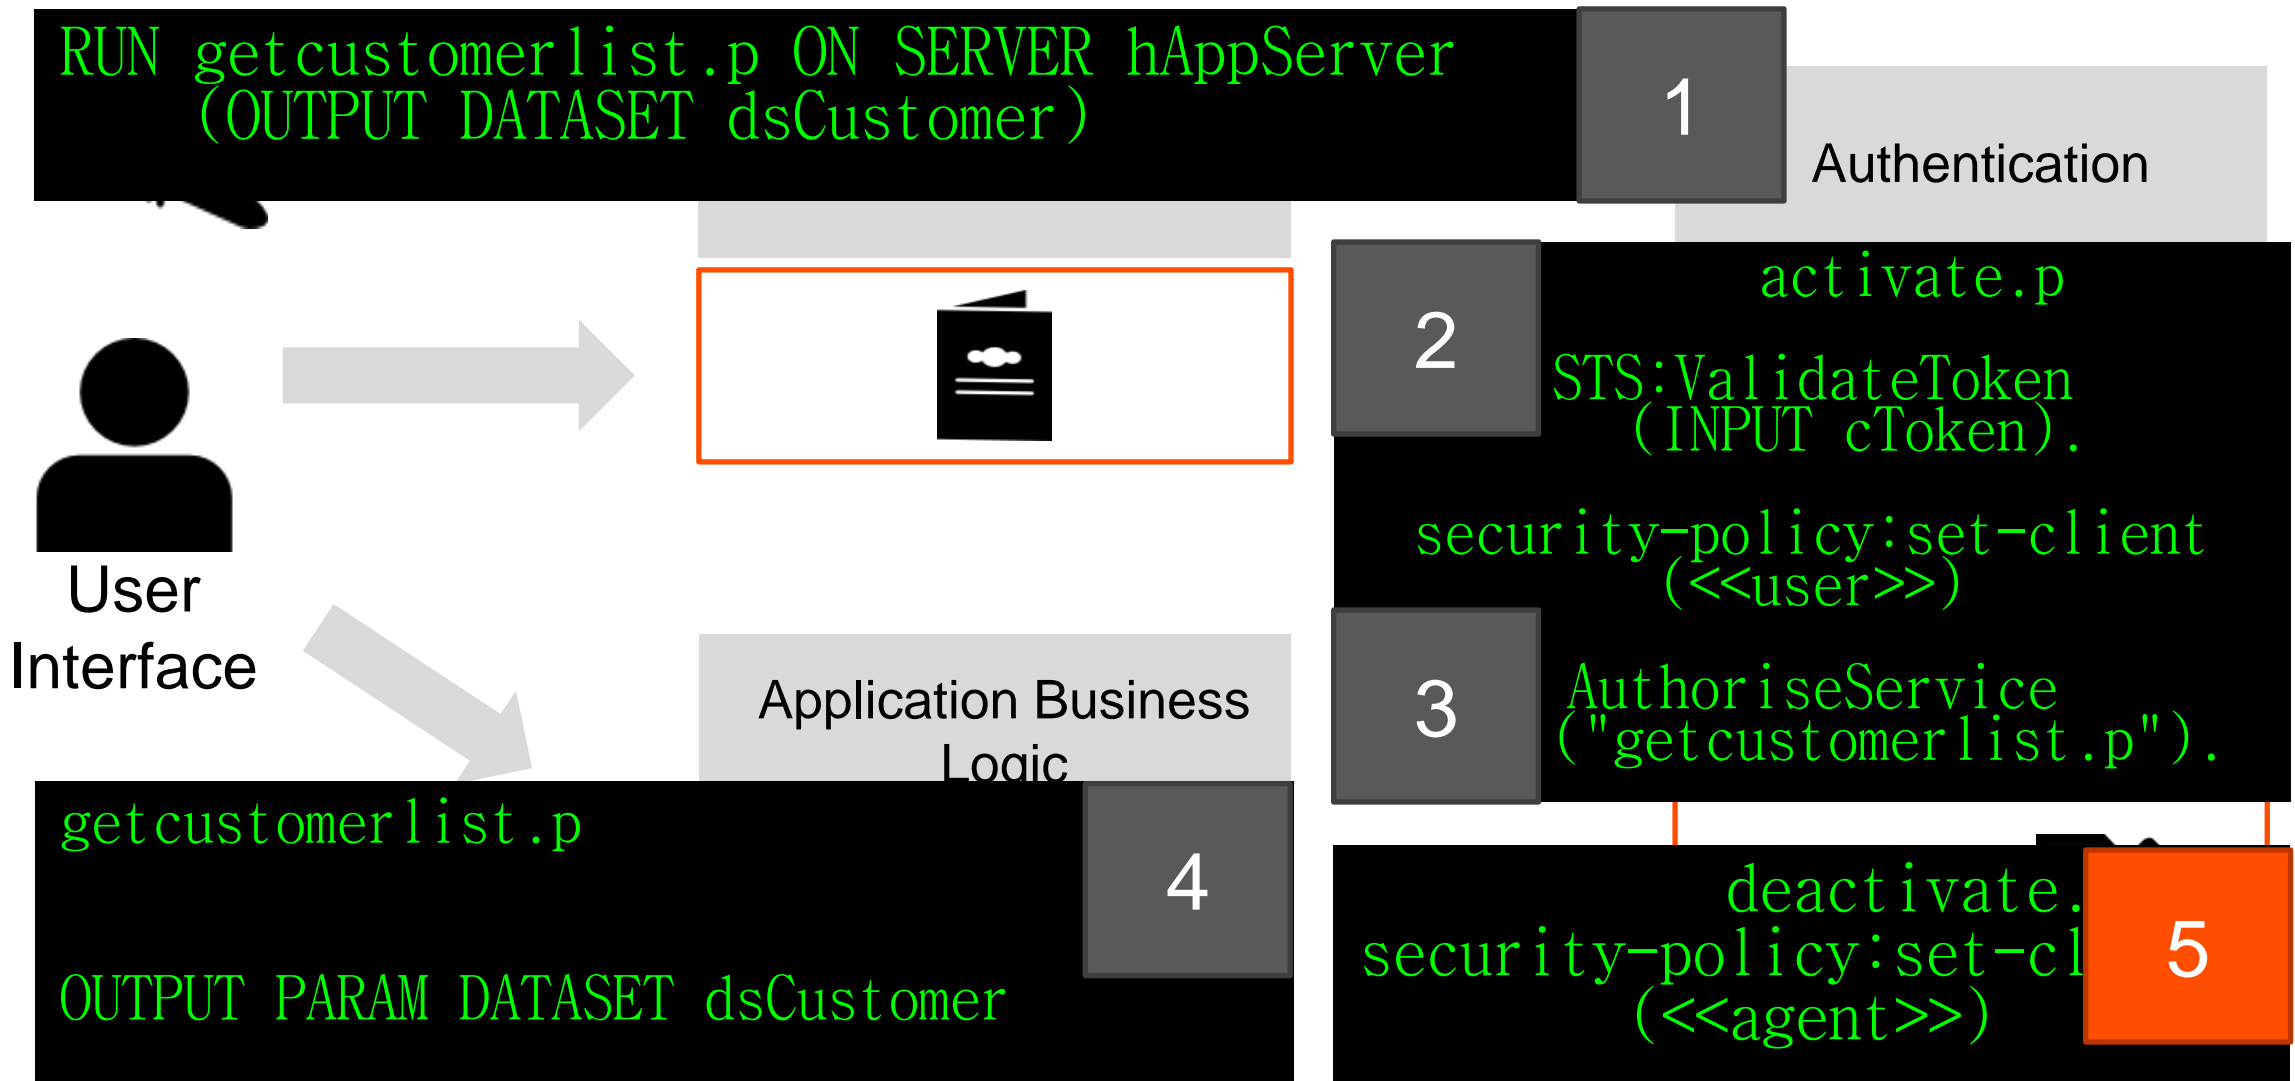 RUN getcustomerlist.p ON SERVER hAppServer
(OUTPUT DATASET dsCustomer)
1
Authentication
2
activate.p
STS:ValidateToken
(INPUT cToken).
security-policy:set-client
(<<user>>)
3
AuthoriseService
("getcustomerlist.p").
User
Interface
Application Business
Logic
getcustomerlist.p
4
OUTPUT PARAM DATASET dsCustomer
deactivate.
security-policy:set-cl
(<<agent>>)
5